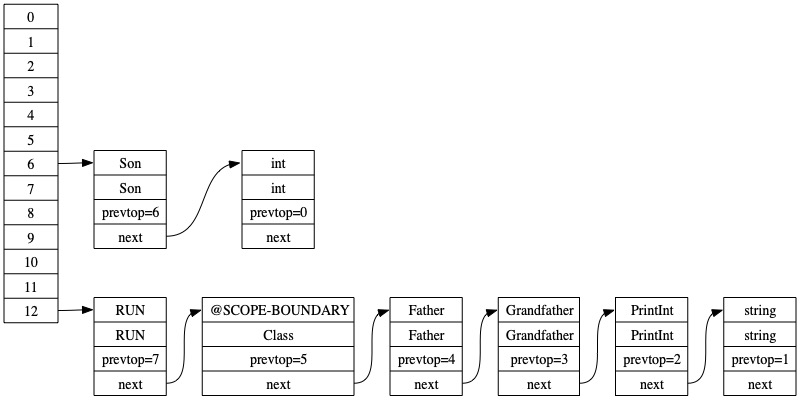 0
1
2
3
4
5
6
7
8
9
10
11
12
Son
Son
prevtop=6
next
int
int
prevtop=0
next
RUN
RUN
prevtop=7
next
@SCOPE-BOUNDARY
Class
prevtop=5
next
Father
Father
prevtop=4
next
Grandfather
Grandfather
prevtop=3
next
PrintInt
PrintInt
prevtop=2
next
string
string
prevtop=1
next